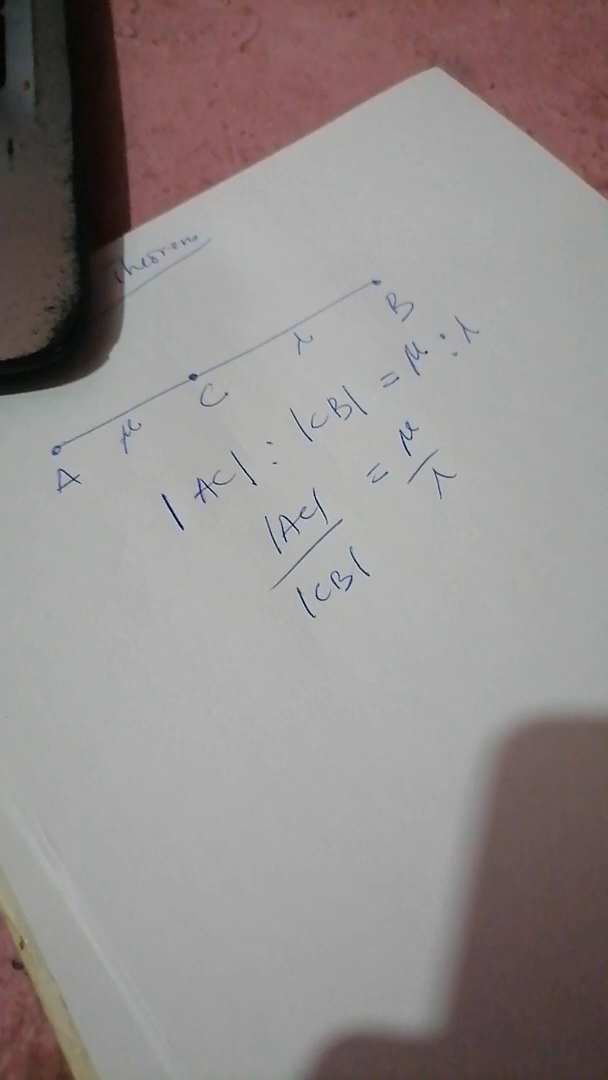 Theorem
B
λ
C
μ
A
|AC| : |CB| = μ : λ
|AC| / |CB| = μ / λ